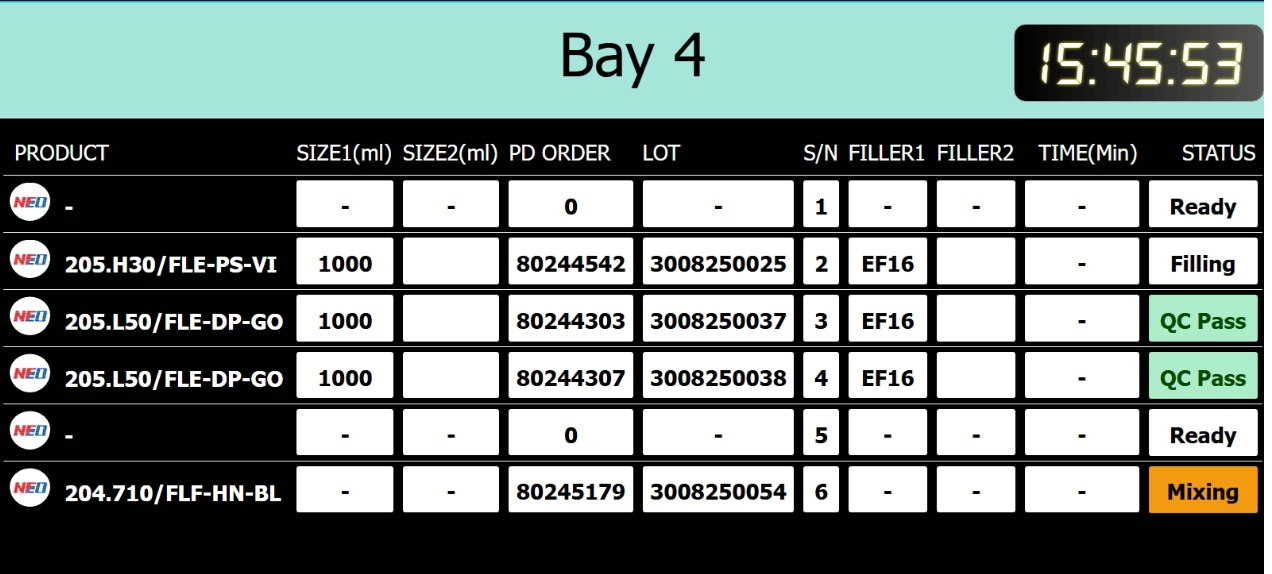 Bay 4
15:45:53
PRODUCT SIZE1(ml) SIZE2(ml) PD ORDER LOT S/N FILLER1 FILLER2 TIME(Min) STATUS
NEO - - - 0 - 1 - - - Ready
NEO 205.H30/FLE-PS-VI 1000 80244542 3008250025 2 EF16 - Filling
NEO 205.L50/FLE-DP-GO 1000 80244303 3008250037 3 EF16 - QC Pass
NEO 205.L50/FLE-DP-GO 1000 80244307 3008250038 4 EF16 - QC Pass
NEO - - - 0 - 5 - - - Ready
NEO 204.710/FLF-HN-BL - - 80245179 3008250054 6 - - - Mixing